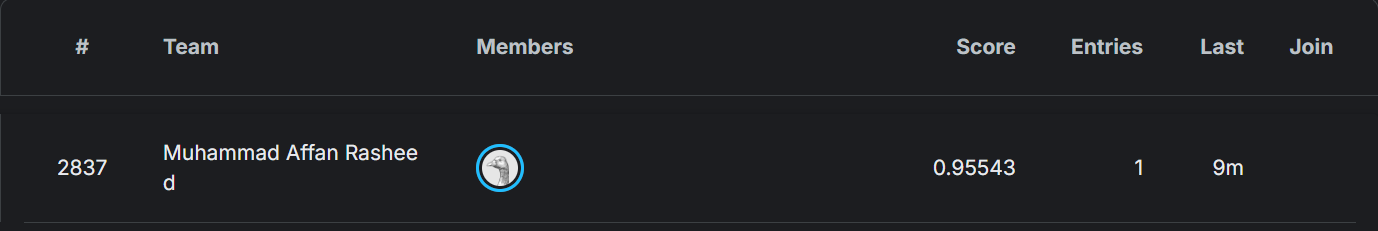 # Team Members Score Entries Last Join
2837 Muhammad Affan Rashee 0.95543 1 9m
d